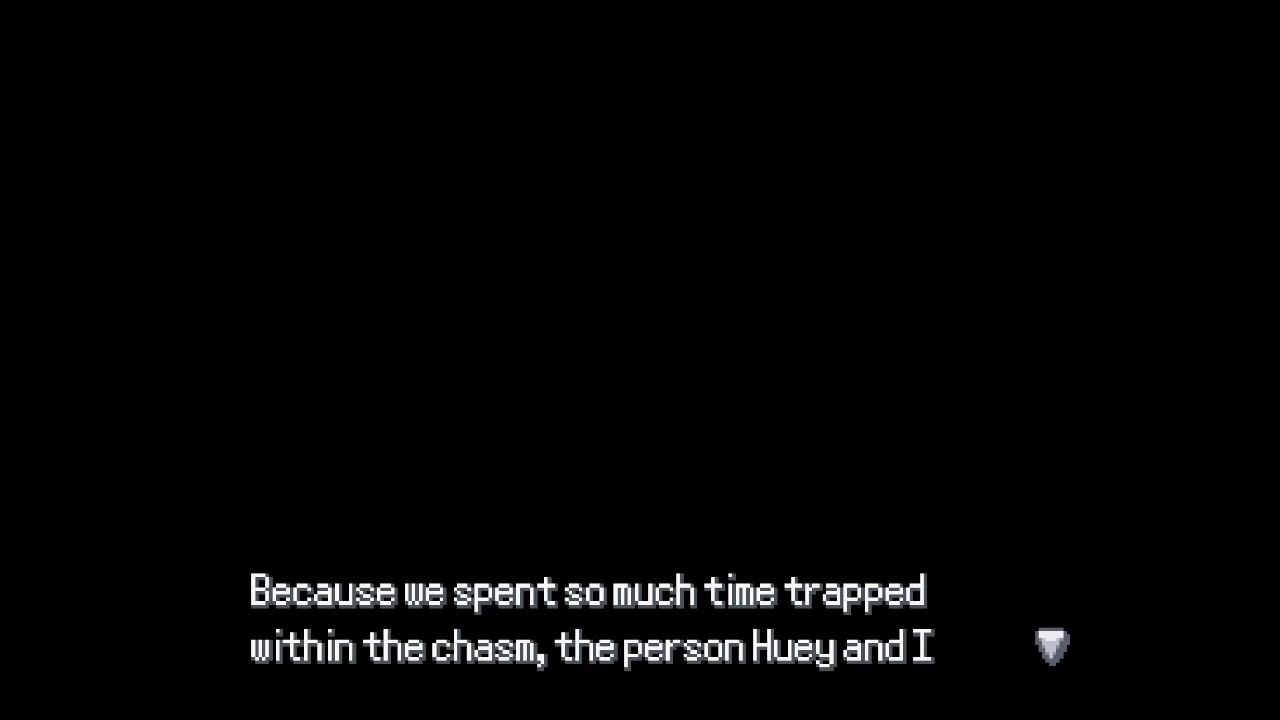 Because we spent so much time trapped
within the chasm, the person Huey and I